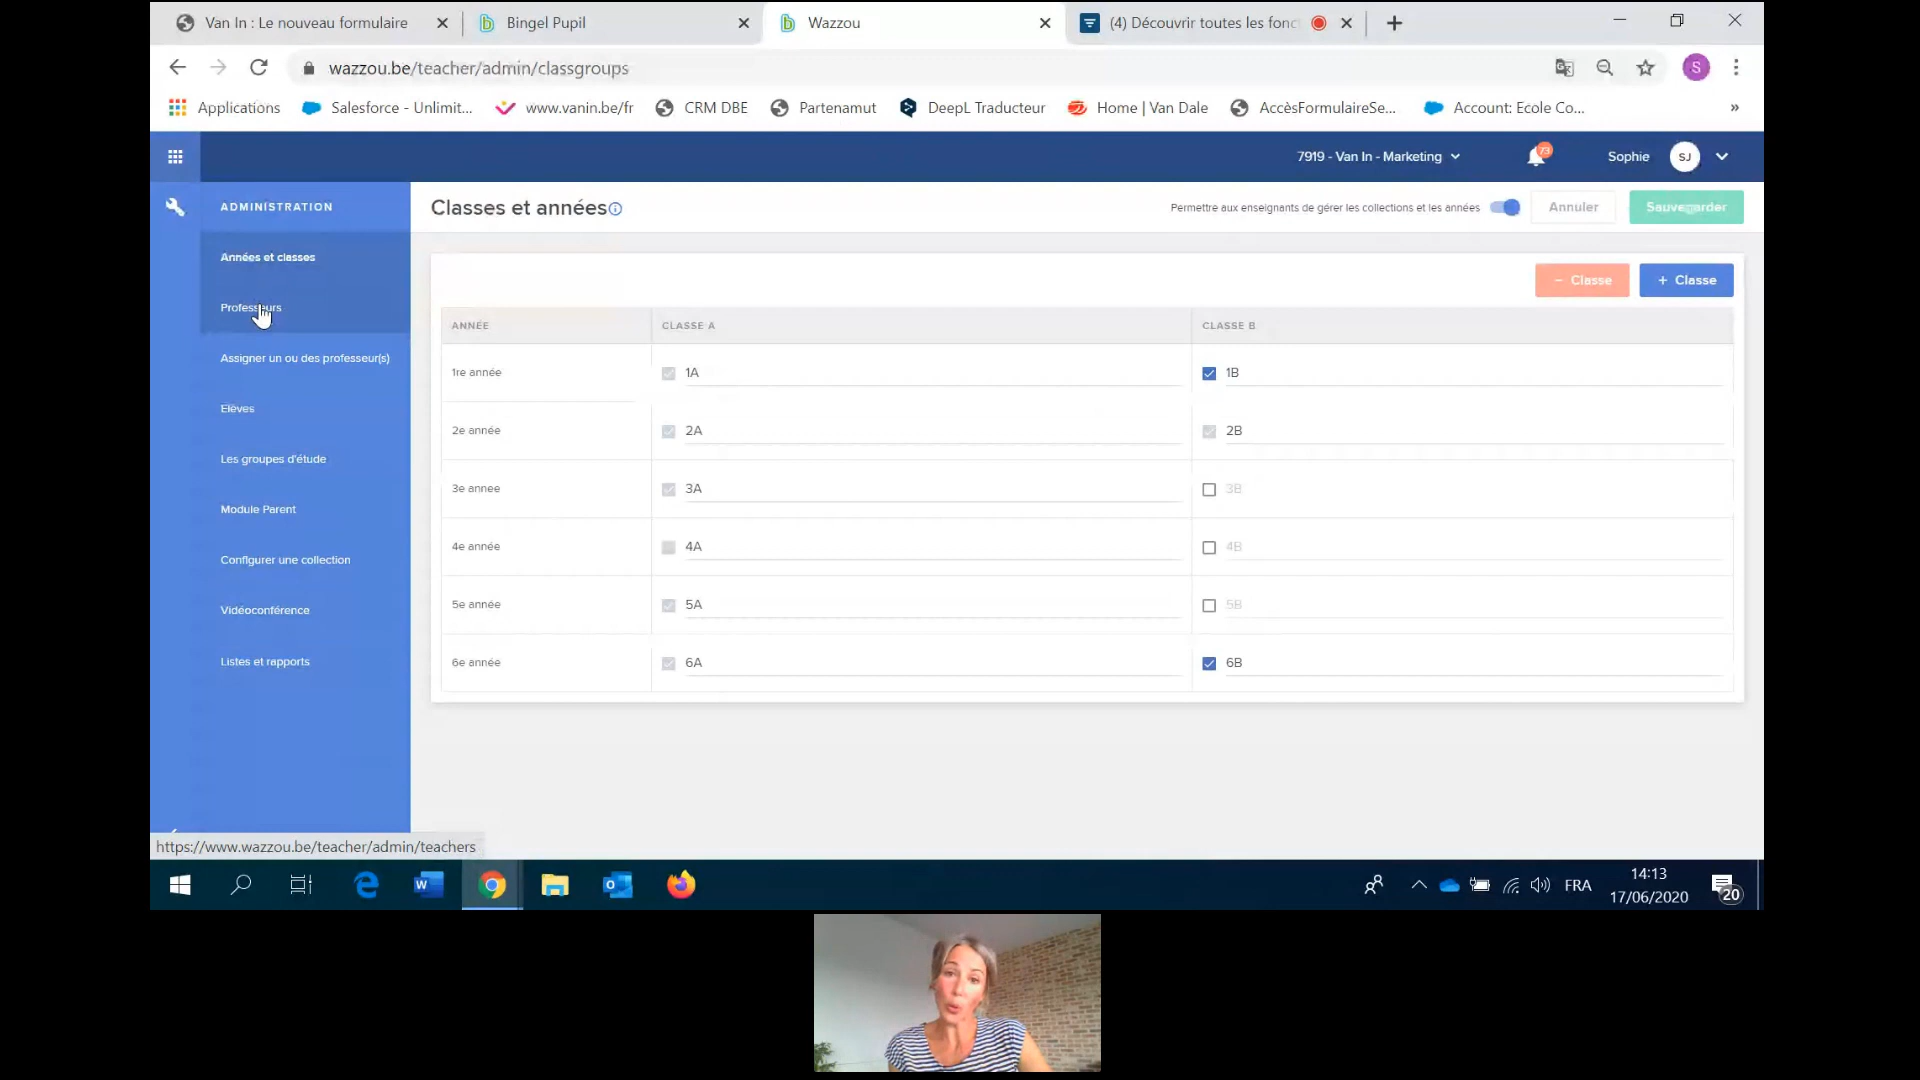 Van In : Le nouveau formulaire
Bingel Pupil
Wazzou
(4) Découvrir toutes les fonc
wazzou.be/teacher/admin/classgroups
S
Applications
Salesforce - Unlimit...
www.vanin.be/fr
CRM DBE
Partenamut
DeepL Traducteur
Home | Van Dale
AccèsFormulaireSe...
Account: Ecole Co...
»
7919 - Van In - Marketing
73
Sophie
SJ
ADMINISTRATION
Années et classes
Professeurs
Assigner un ou des professeur(s)
Elèves
Les groupes d'étude
Module Parent
Configurer une collection
Vidéoconférence
Listes et rapports
Classes et années
Permettre aux enseignants de gérer les collections et les années
Annuler
Sauvegarder
− Classe
+ Classe
ANNÉE CLASSE A CLASSE B
1re année 1A 1B
2e année 2A 2B
3e annee 3A 3B
4e année 4A 4B
5e année 5A 5B
6e année 6A 6B
https://www.wazzou.be/teacher/admin/teachers
FRA
14:13
17/06/2020
20